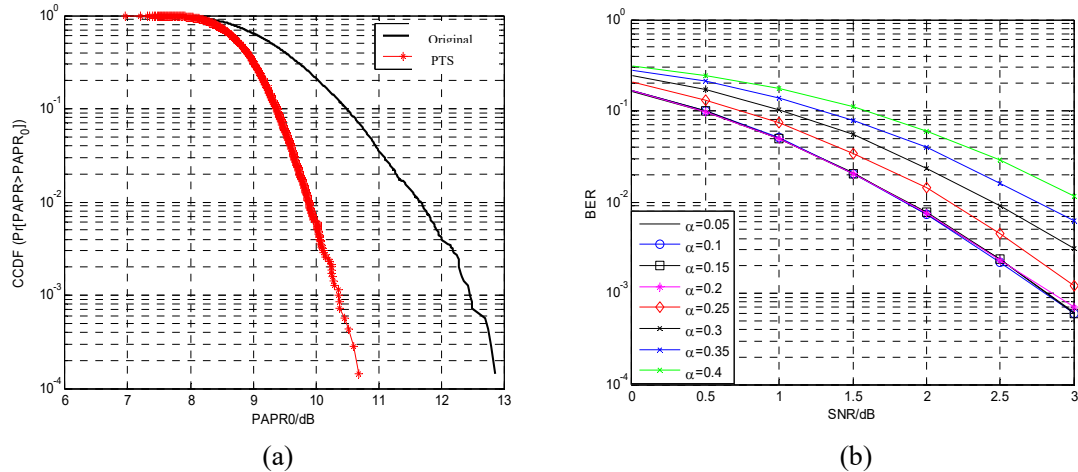 10^0
10^-1
10^-2
10^-3
10^-4
CCDF (Pr[PAPR>PAPR_0])
Original
PTS
6 7 8 9 10 11 12 13
PAPR0/dB
(a)
10^0
10^-1
10^-2
10^-3
10^-4
BER
α=0.05
α=0.1
α=0.15
α=0.2
α=0.25
α=0.3
α=0.35
α=0.4
0 0.5 1 1.5 2 2.5 3
SNR/dB
(b)